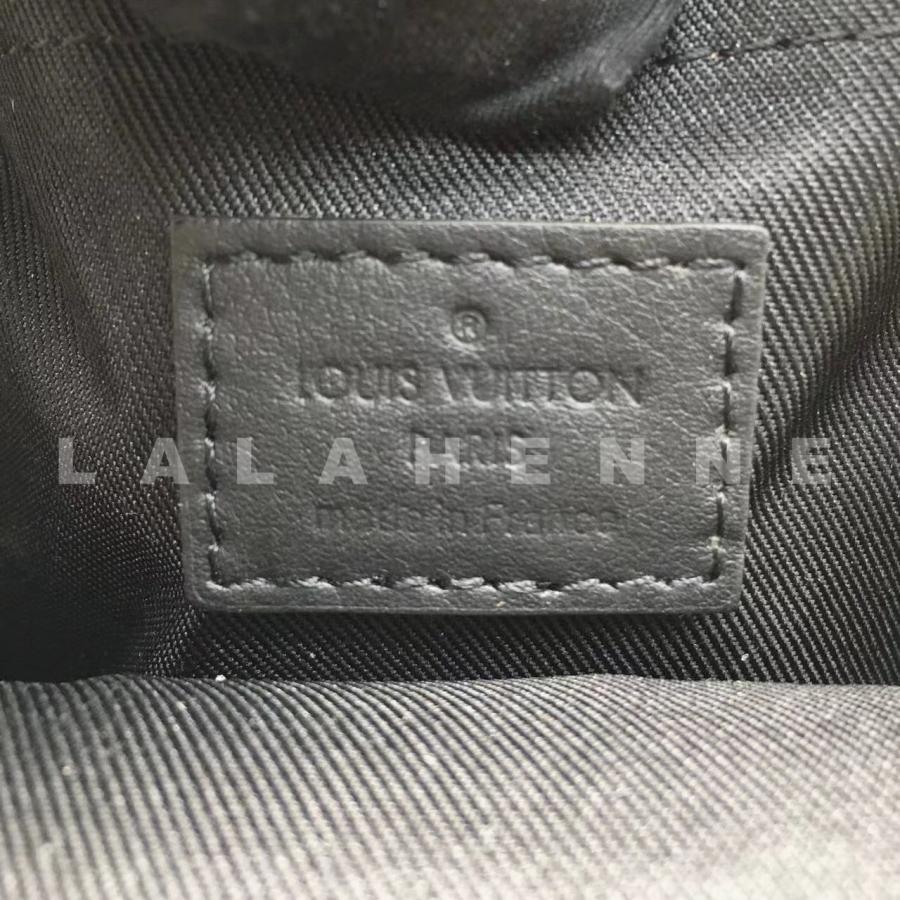 ®
LOUIS VUITTON
PARIS
LALAHENNE
made in France